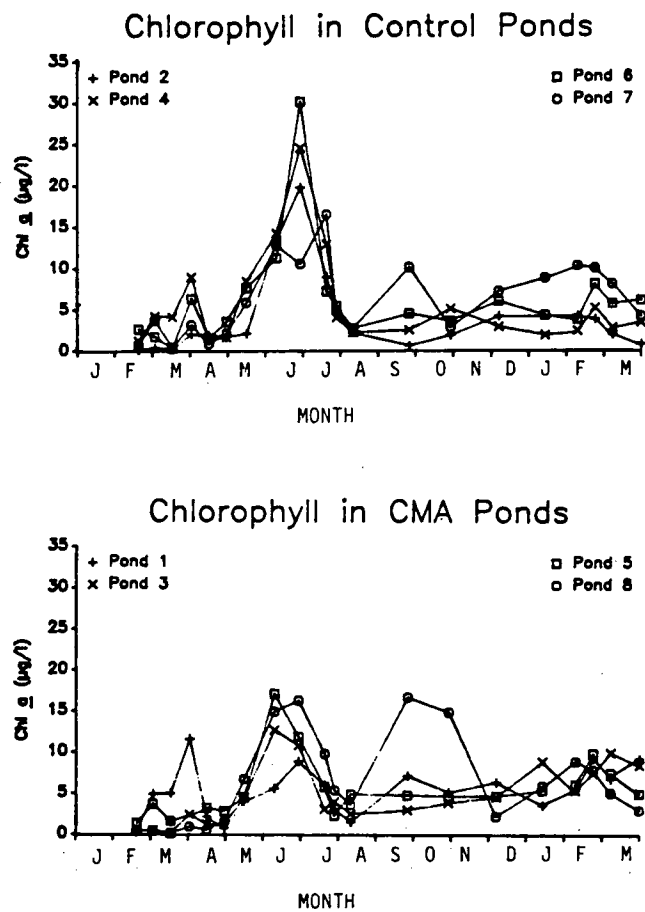 Chlorophyll in Control Ponds
35
30
25
20
15
10
5
0
Chl a (µg/l)
+ Pond 2
× Pond 4
Pond 6
Pond 7
J F M A M J J A S O N D J F M
MONTH
Chlorophyll in CMA Ponds
35
30
25
20
15
10
5
0
Chl a (µg/l)
+ Pond 1
× Pond 3
Pond 5
Pond 8
J F M A M J J A S O N D J F M
MONTH